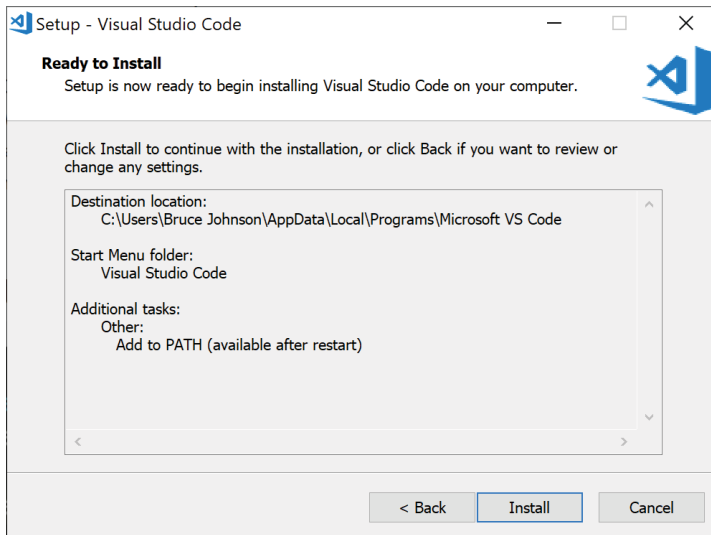 Setup - Visual Studio Code
Ready to Install
Setup is now ready to begin installing Visual Studio Code on your computer.
Click Install to continue with the installation, or click Back if you want to review or
change any settings.
Destination location:
C:\Users\Bruce Johnson\AppData\Local\Programs\Microsoft VS Code
Start Menu folder:
Visual Studio Code
Additional tasks:
Other:
Add to PATH (available after restart)
< Back Install Cancel